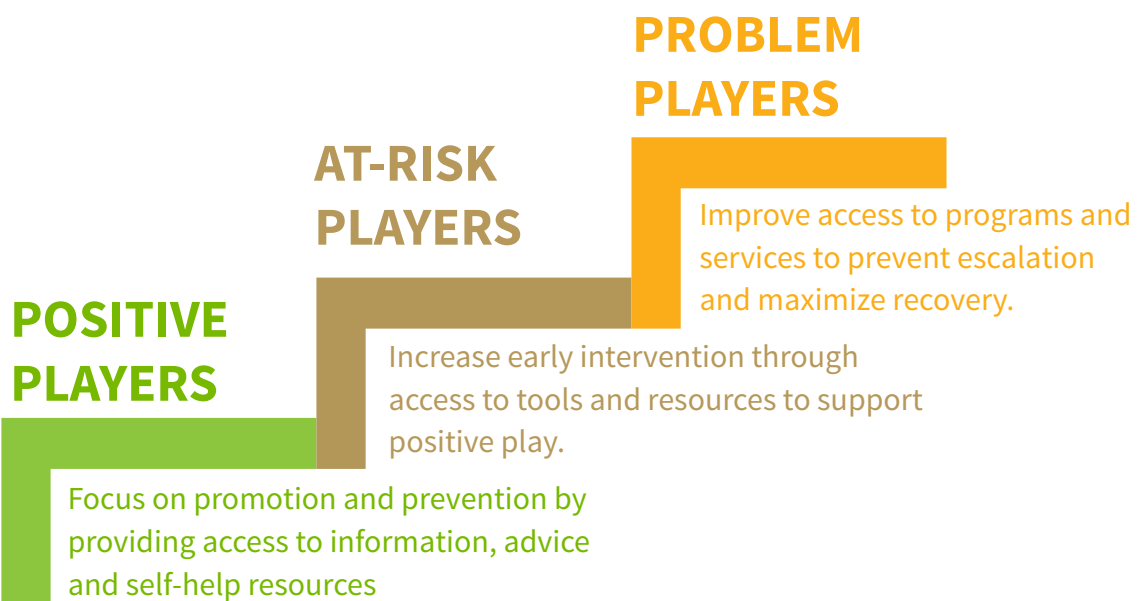 PROBLEM
PLAYERS
Improve access to programs and
services to prevent escalation
and maximize recovery.
AT-RISK
PLAYERS
Increase early intervention through
access to tools and resources to support
positive play.
POSITIVE
PLAYERS
Focus on promotion and prevention by
providing access to information, advice
and self-help resources